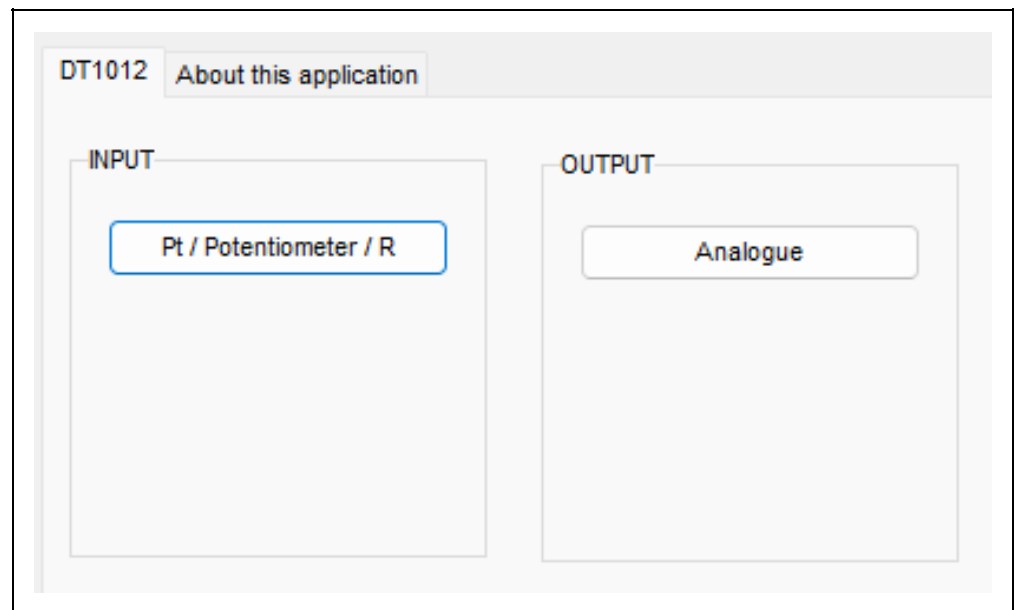 DT1012
About this application
INPUT
OUTPUT
Pt / Potentiometer / R
Analogue